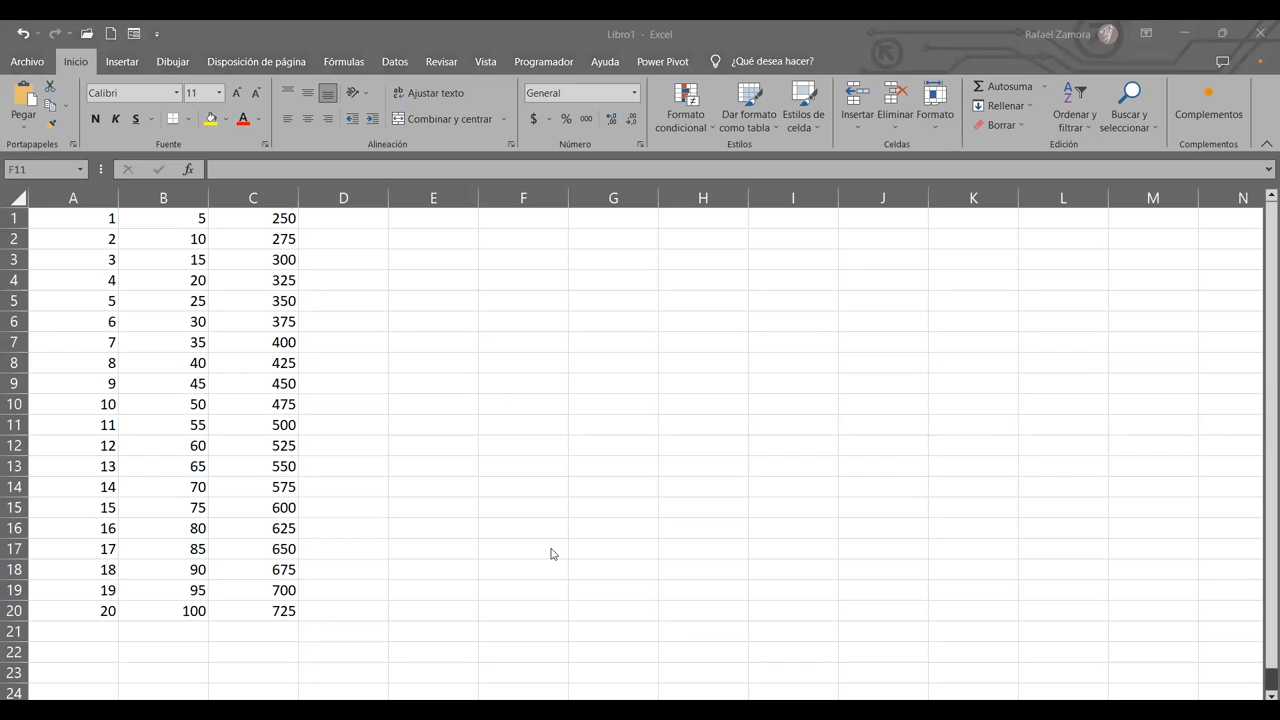 Libro1 - Excel
Rafael Zamora
Archivo Inicio Insertar Dibujar Disposición de página Fórmulas Datos Revisar Vista Programador Ayuda Power Pivot ¿Qué desea hacer?
Pegar
Calibri 11
N K S
Ajustar texto
Combinar y centrar
General
$ % 000
Formato condicional
Dar formato como tabla
Estilos de celda
Insertar Eliminar Formato
Autosuma
Rellenar
Borrar
Ordenar y filtrar
Buscar y seleccionar
Complementos
Portapapeles Fuente Alineación Número Estilos Celdas Edición Complementos
F11 fx
A B C D E F G H I J K L M N
1 1 5 250
2 2 10 275
3 3 15 300
4 4 20 325
5 5 25 350
6 6 30 375
7 7 35 400
8 8 40 425
9 9 45 450
10 10 50 475
11 11 55 500
12 12 60 525
13 13 65 550
14 14 70 575
15 15 75 600
16 16 80 625
17 17 85 650
18 18 90 675
19 19 95 700
20 20 100 725
21
22
23
24